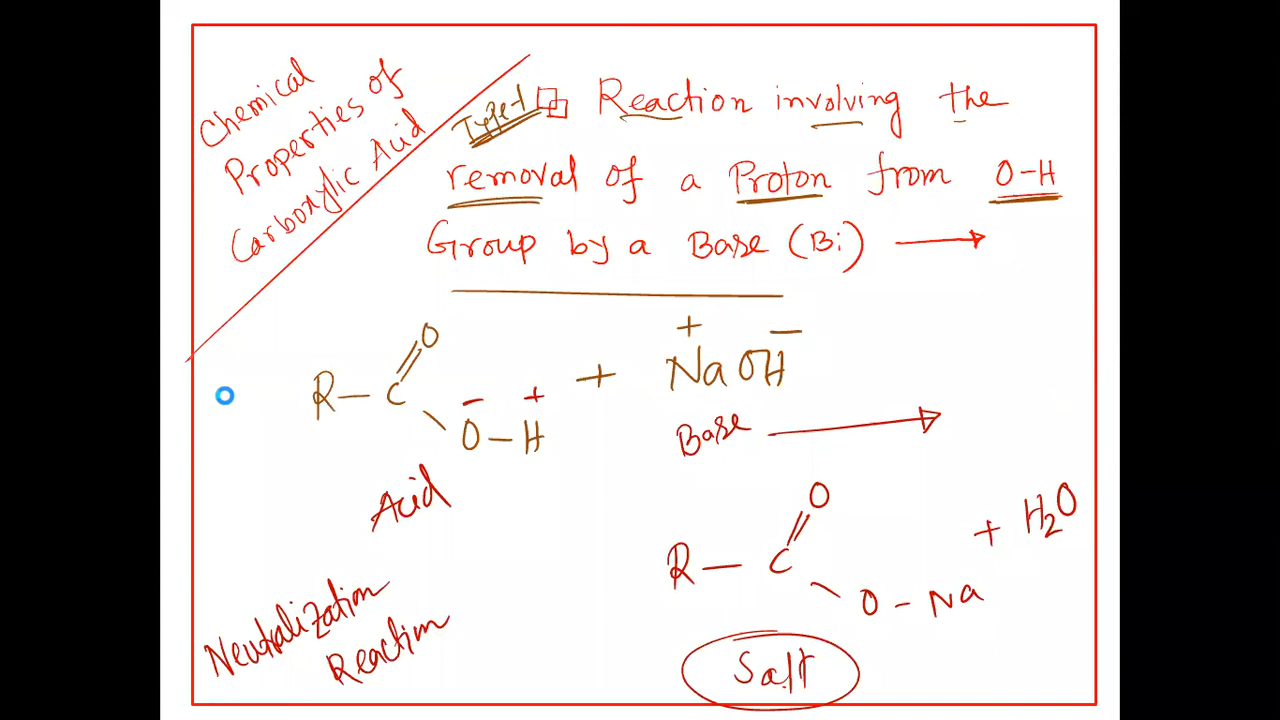 Chemical
Properties of
Carboxylic Acid
Type-1
Reaction involving the
removal of a Proton from O-H
Group by a Base (B:)
R-C
O
O-H
- +
+
NaOH
+ -
Acid
Base
R-C
O
O-Na
+ H2O
Salt
Neutralization
Reaction